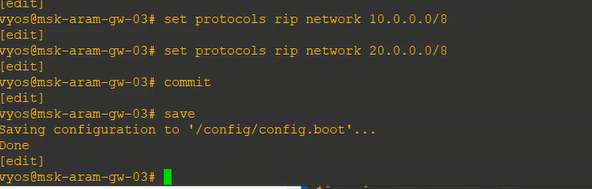 [edit]
vyos@msk-aram-gw-03# set protocols rip network 10.0.0.0/8
[edit]
vyos@msk-aram-gw-03# set protocols rip network 20.0.0.0/8
[edit]
vyos@msk-aram-gw-03# commit
[edit]
vyos@msk-aram-gw-03# save
Saving configuration to '/config/config.boot'...
Done
[edit]
vyos@msk-aram-gw-03#